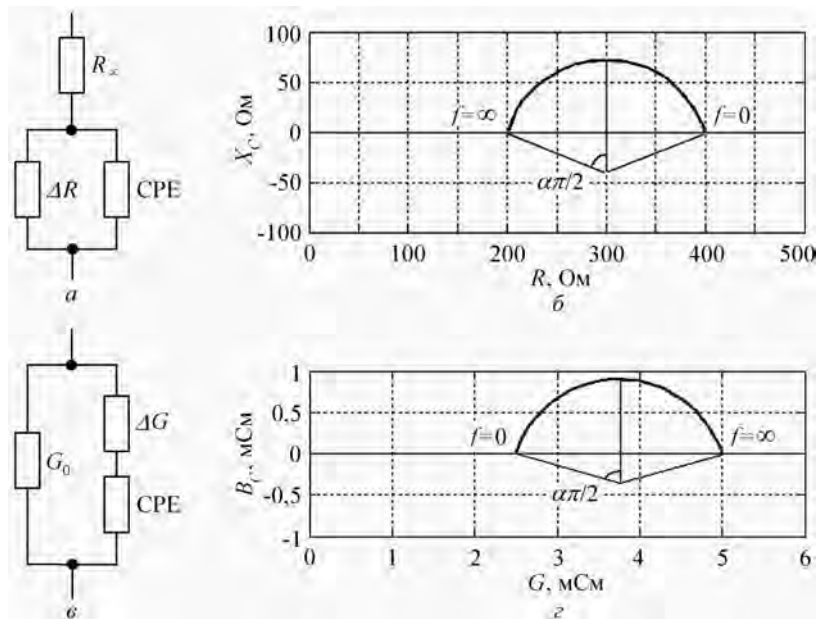 R∞
ΔR
CPE
а
X_C, Ом
100
50
0
-50
-100
f=∞
f=0
απ/2
0
100
200
300
400
500
R, Ом
б
G₀
ΔG
CPE
в
B_C, мСм
1
0,5
0
-0,5
-1
f=0
f=∞
απ/2
0
1
2
3
4
5
6
G, мСм
г